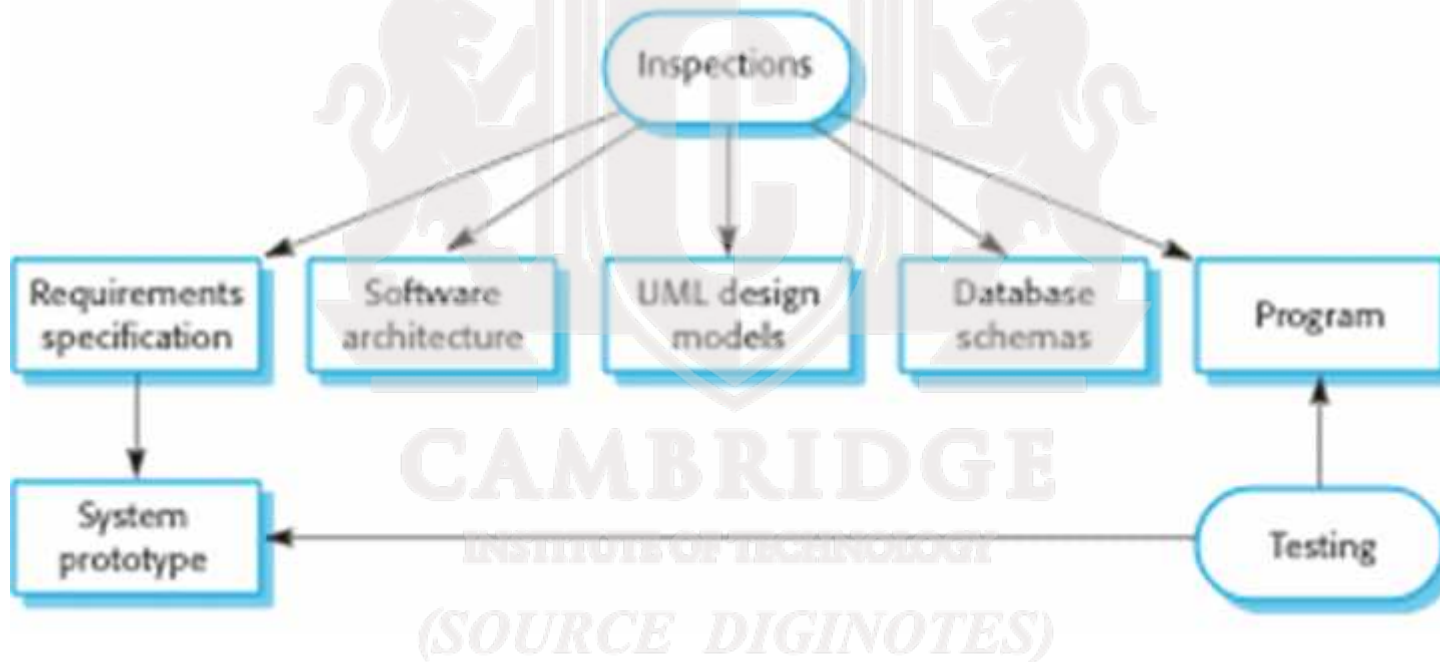 Inspections
Requirements
specification
Software
architecture
UML design
models
Database
schemas
Program
CAMBRIDGE
System
prototype
INSTITUTE OF TECHNOLOGY
Testing
(SOURCE DIGINOTES)